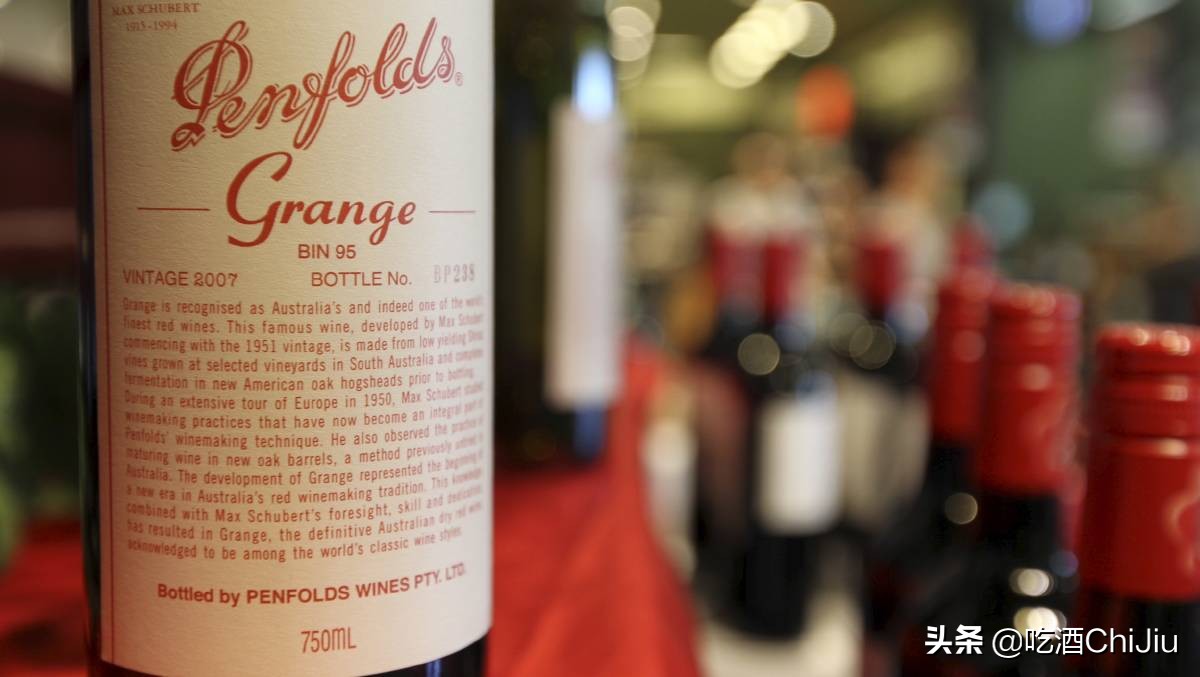 MAX SCHUBERT
1915-1994
Penfolds®
Grange
BIN 95
VINTAGE 2007 BOTTLE No. BP238
Grange is recognised as Australia's and indeed one of the world's
finest red wines. This famous wine, developed by Max Schubert
commencing with the 1951 vintage, is made from low yielding Shiraz
vines grown at selected vineyards in South Australia and completes
fermentation in new American oak hogsheads prior to bottling.
During an extensive tour of Europe in 1950, Max Schubert studied
winemaking practices that have now become an integral part of
Penfolds' winemaking technique. He also observed the practice of
maturing wine in new oak barrels, a method previously untried in
Australia. The development of Grange represented the beginning of
a new era in Australia's red winemaking tradition. This knowledge
combined with Max Schubert's foresight, skill and dedication
has resulted in Grange, the definitive Australian dry red wine,
acknowledged to be among the world's classic wine styles.
Bottled by PENFOLDS WINES PTY. LTD.
750ML
头条 @吃酒ChiJiu